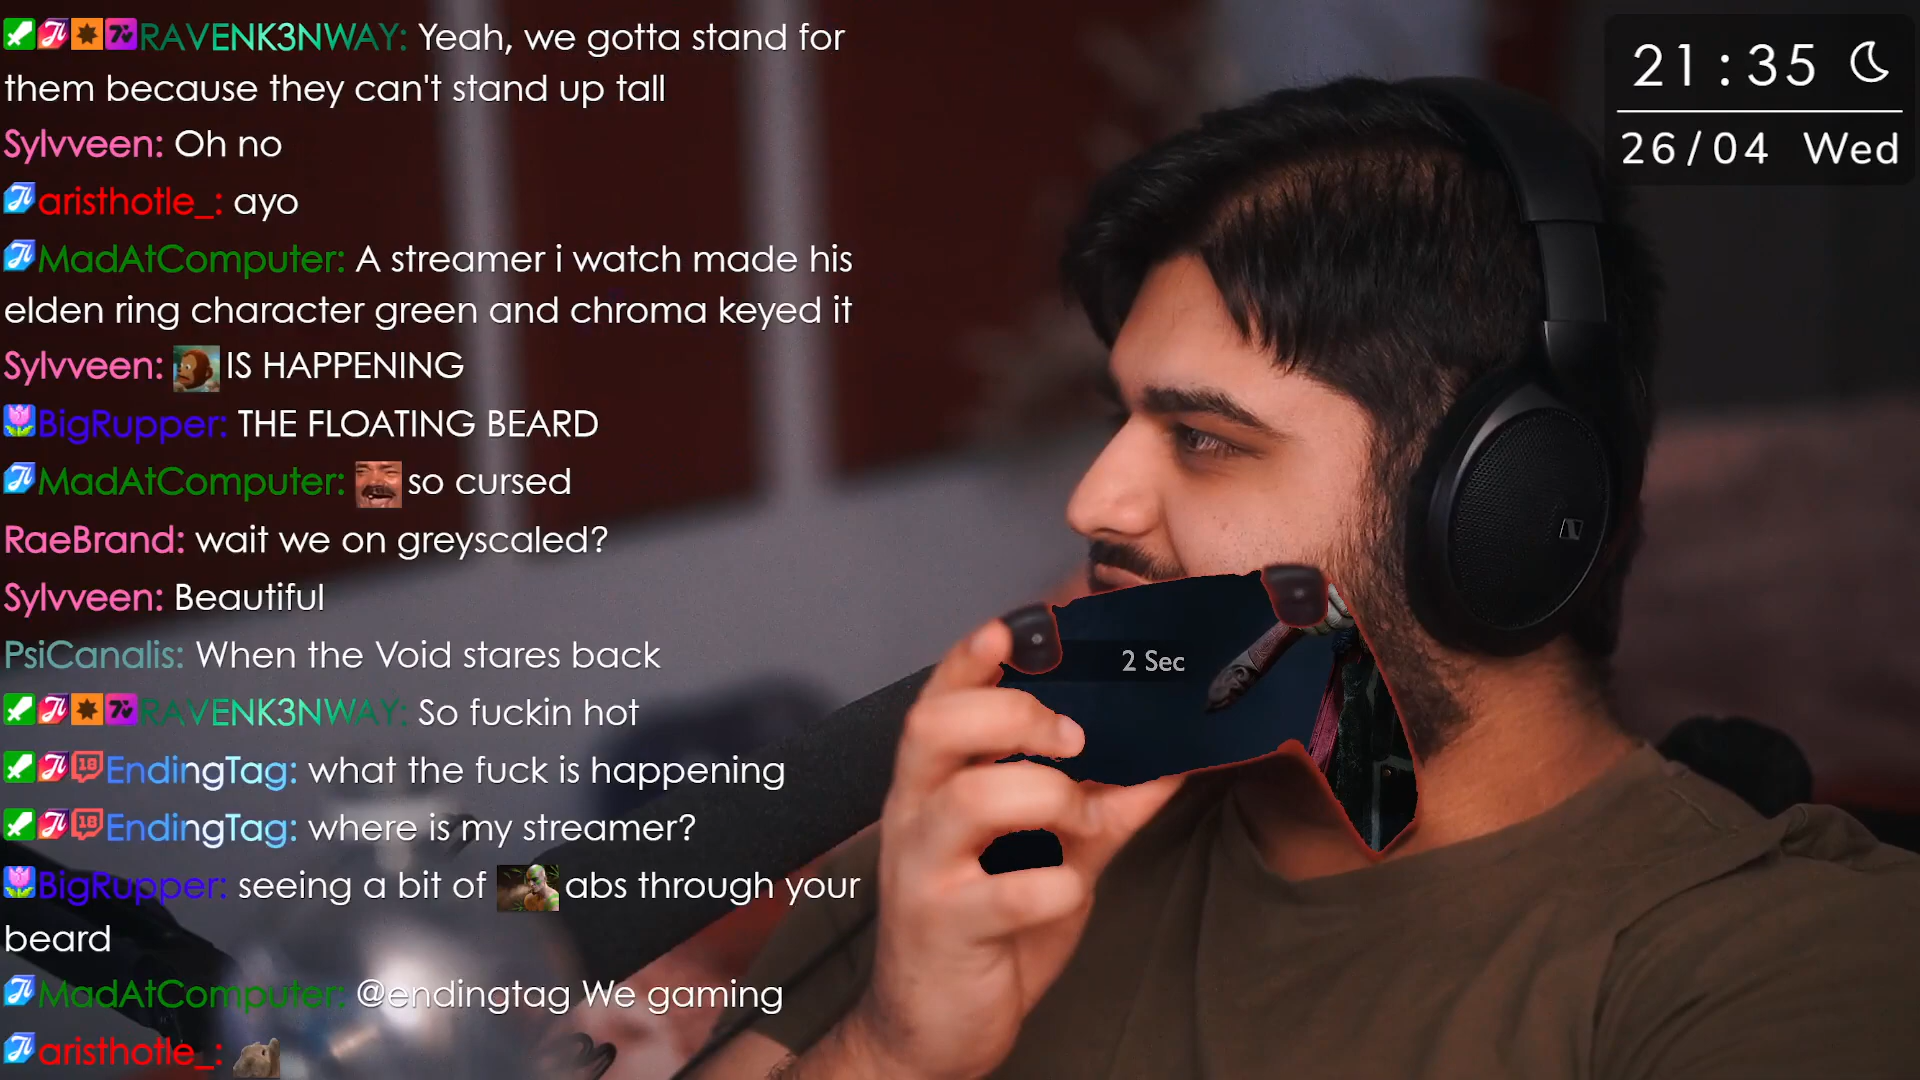 RAVENK3NWAY: Yeah, we gotta stand for
them because they can't stand up tall
Sylvveen: Oh no
aristhotle_: ayo
MadAtComputer: A streamer i watch made his
elden ring character green and chroma keyed it
Sylvveen: IS HAPPENING
BigRupper: THE FLOATING BEARD
MadAtComputer: so cursed
RaeBrand: wait we on greyscaled?
Sylvveen: Beautiful
PsiCanalis: When the Void stares back
RAVENK3NWAY: So fuckin hot
18 EndingTag: what the fuck is happening
18 EndingTag: where is my streamer?
BigRupper: seeing a bit of abs through your
beard
MadAtComputer: @endingtag We gaming
aristhotle_:
21:35
26/04 Wed
2 Sec